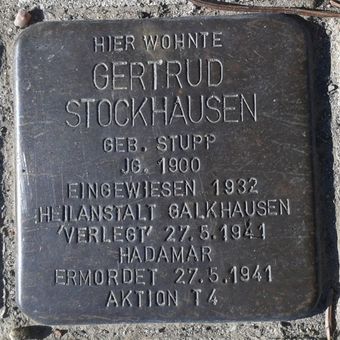 HIER WOHNTE
GERTRUD
STOCKHAUSEN
GEB. STUPP
JG. 1900
EINGEWIESEN 1932
HEILANSTALT GALKHAUSEN
'VERLEGT' 27.5.1941
HADAMAR
ERMORDET 27.5.1941
AKTION T4